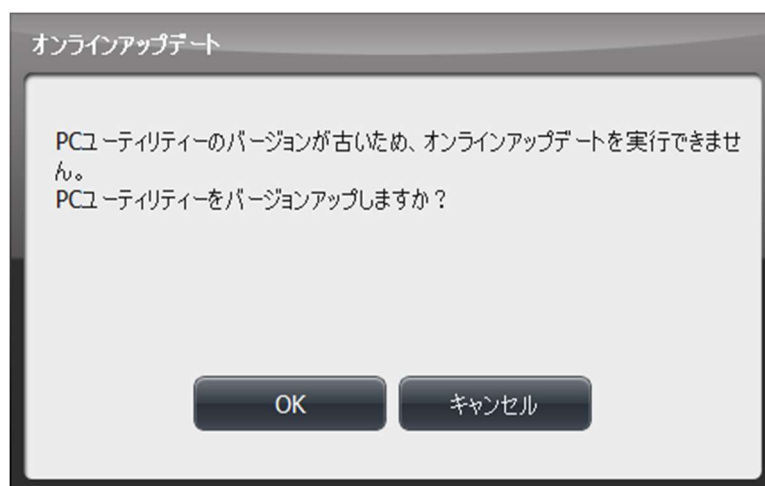 オンラインアップデート
PCユーティリティーのバージョンが古いため、オンラインアップデートを実行できませ
ん。
PCユーティリティーをバージョンアップしますか？
OK
キャンセル